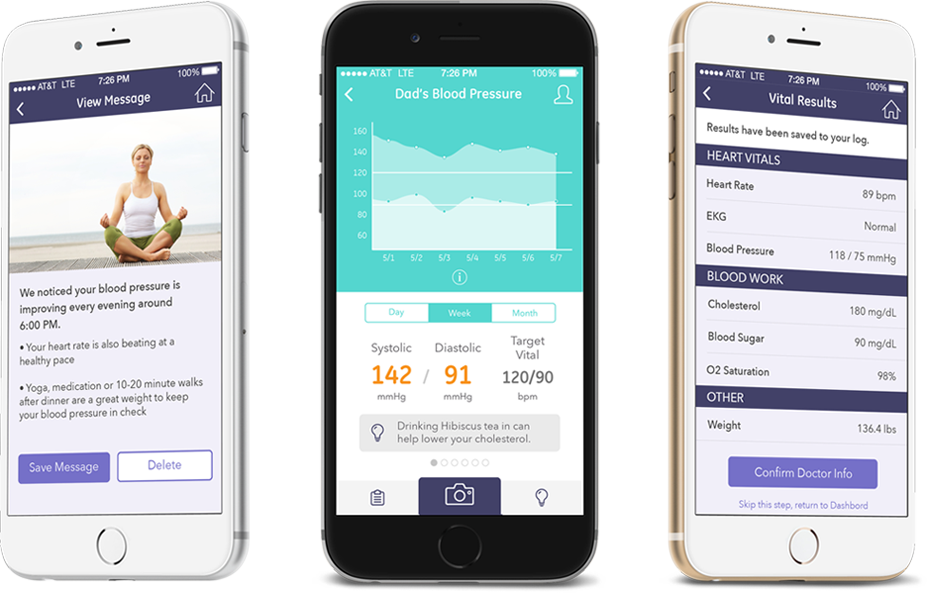 ●●●●● AT&T LTE 7:26 PM 100%
View Message
We noticed your blood pressure is
improving every evening around
6:00 PM.
• Your heart rate is also beating at a
healthy pace
• Yoga, medication or 10-20 minute walks
after dinner are a great weight to keep
your blood pressure in check
Save Message Delete
●●●●● AT&T LTE 7:26 PM 100%
Dad's Blood Pressure
160
140
120
100
80
60
5/1 5/2 5/3 5/4 5/5 5/6 5/7
i
Day Week Month
Systolic Diastolic Target
Vital
142 / 91 120/90
mmHg mmHg bpm
Drinking Hibiscus tea in can
help lower your cholesterol.
●●●●● AT&T LTE 7:26 PM 100%
Vital Results
Results have been saved to your log.
HEART VITALS
Heart Rate 89 bpm
EKG Normal
Blood Pressure 118 / 75 mmHg
BLOOD WORK
Cholesterol 180 mg/dL
Blood Sugar 90 mg/dL
O2 Saturation 98%
OTHER
Weight 136.4 lbs
Confirm Doctor Info
Skip this step, return to Dashbord